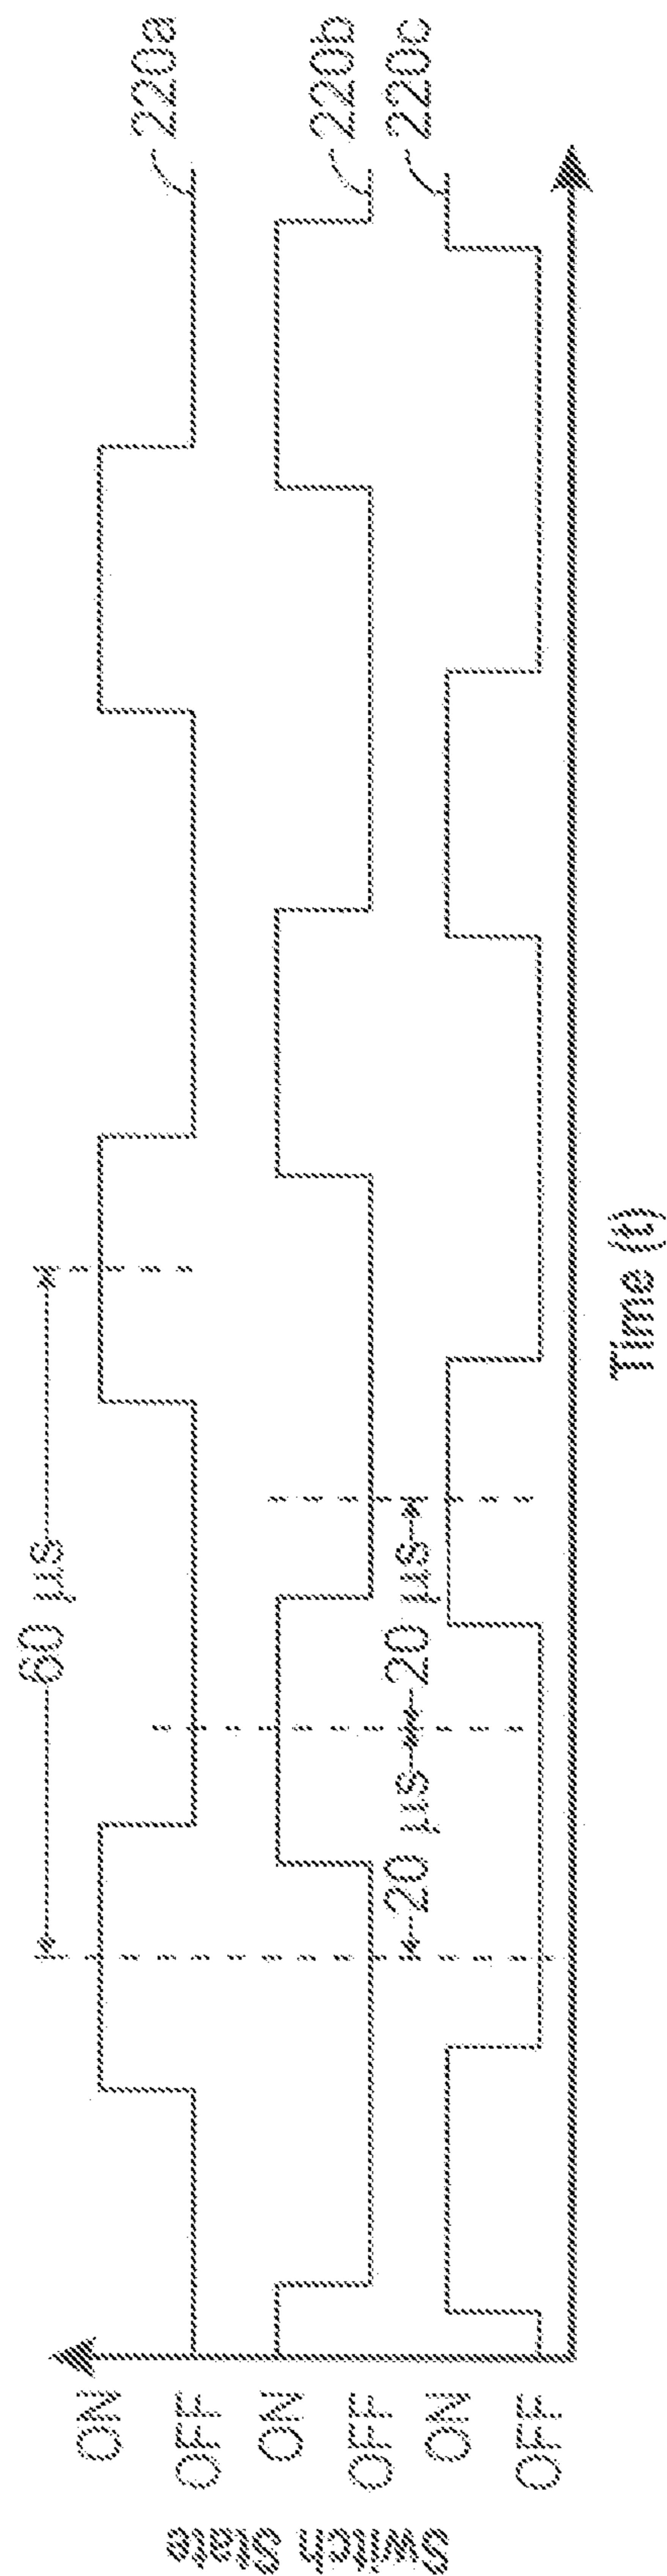 Switch State
ON
OFF
ON
OFF
ON
OFF
60 µs
20 µs
20 µs
220a
220b
220c
Time (t)